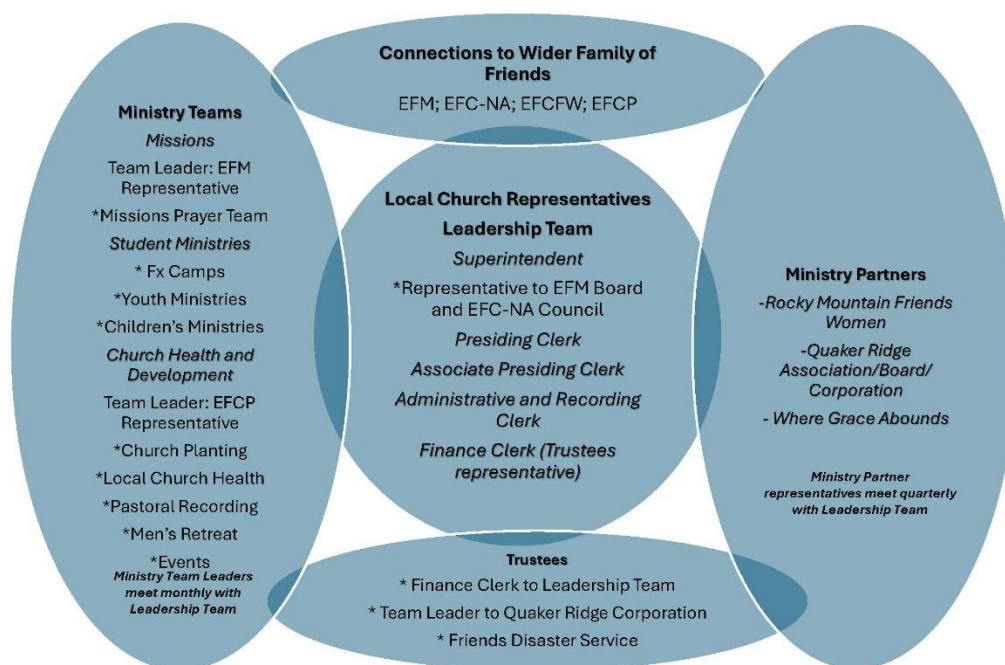 Connections to Wider Family of
Friends
EFM; EFC-NA; EFCFW; EFCP
Ministry Teams
Missions
Team Leader: EFM
Representative
*Missions Prayer Team
Student Ministries
* Fx Camps
*Youth Ministries
*Children's Ministries
Church Health and
Development
Team Leader: EFCP
Representative
*Church Planting
*Local Church Health
*Pastoral Recording
*Men's Retreat
*Events
Ministry Team Leaders
meet monthly with
Leadership Team
Local Church Representatives
Leadership Team
Superintendent
*Representative to EFM Board
and EFC-NA Council
Presiding Clerk
Associate Presiding Clerk
Administrative and Recording
Clerk
Finance Clerk (Trustees
representative)
Ministry Partners
-Rocky Mountain Friends
Women
-Quaker Ridge
Association/Board/
Corporation
- Where Grace Abounds
Ministry Partner
representatives meet quarterly
with Leadership Team
Trustees
* Finance Clerk to Leadership Team
* Team Leader to Quaker Ridge Corporation
* Friends Disaster Service